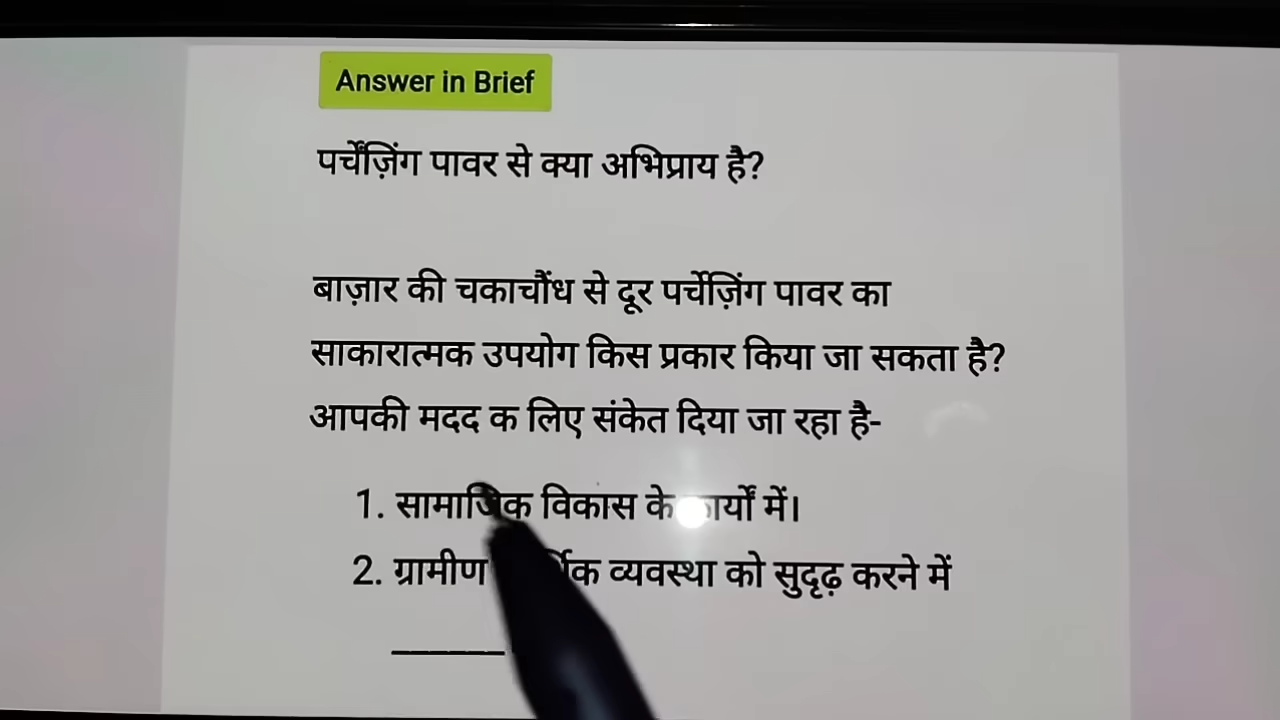 Answer in Brief
पर्चेंज़िंग पावर से क्या अभिप्राय है?
बाज़ार की चकाचौंध से दूर पर्चेज़िंग पावर का
साकारात्मक उपयोग किस प्रकार किया जा सकता है?
आपकी मदद क लिए संकेत दिया जा रहा है-
1. सामाजिक विकास के में।
2. ग्रामीण व्यवस्था को सुदृढ़ करने में